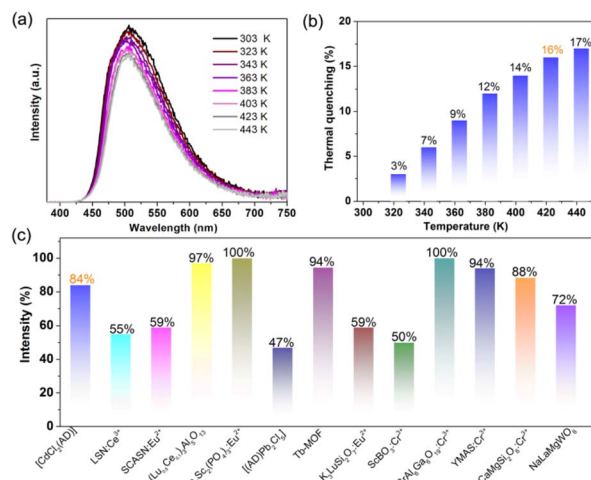 (a)
303 K
323 K
343 K
363 K
383 K
403 K
423 K
443 K
Intensity (a.u.)
400 450 500 550 600 650 700 750
Wavelength (nm)
(b)
Thermal quenching (%)
20
15
10
5
0
3%
7%
9%
12%
14%
16%
17%
300 320 340 360 380 400 420 440
Temperature (K)
(c)
Intensity (%)
100
80
60
40
20
0
84%
55%
59%
97%
100%
47%
94%
59%
50%
100%
94%
88%
72%
[CdCl₂(AD)]
LSN:Ce³⁺
SCASN:Eu²⁺
Sc₂(PO₄)₃:Eu²⁺
[(AD)Pb₂Cl₅]
Tb-MOF
K₃LuSi₂O₇:Eu²⁺
ScBO₃:Cr³⁺
YMAS:Cr³⁺
CaMgSi₂O₆:Cr³⁺
NaLaMgWO₆